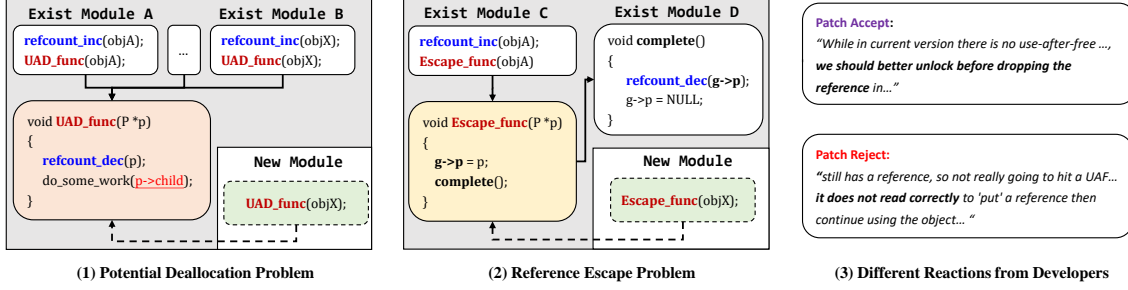 Exist Module A
Exist Module B
refcount_inc(objA);
UAD_func(objA);
...
refcount_inc(objX);
UAD_func(objX);
void UAD_func(P *p)
{
refcount_dec(p);
do_some_work(p->child);
}
New Module
UAD_func(objX);
(1) Potential Deallocation Problem
Exist Module C
Exist Module D
refcount_inc(objA);
Escape_func(objA)
void complete()
{
refcount_dec(g->p);
g->p = NULL;
}
void Escape_func(P *p)
{
g->p = p;
complete();
}
New Module
Escape_func(objX);
(2) Reference Escape Problem
Patch Accept:
“While in current version there is no use-after-free …,
we should better unlock before dropping the
reference in…”
Patch Reject:
“still has a reference, so not really going to hit a UAF…
it does not read correctly to 'put' a reference then
continue using the object… “
(3) Different Reactions from Developers